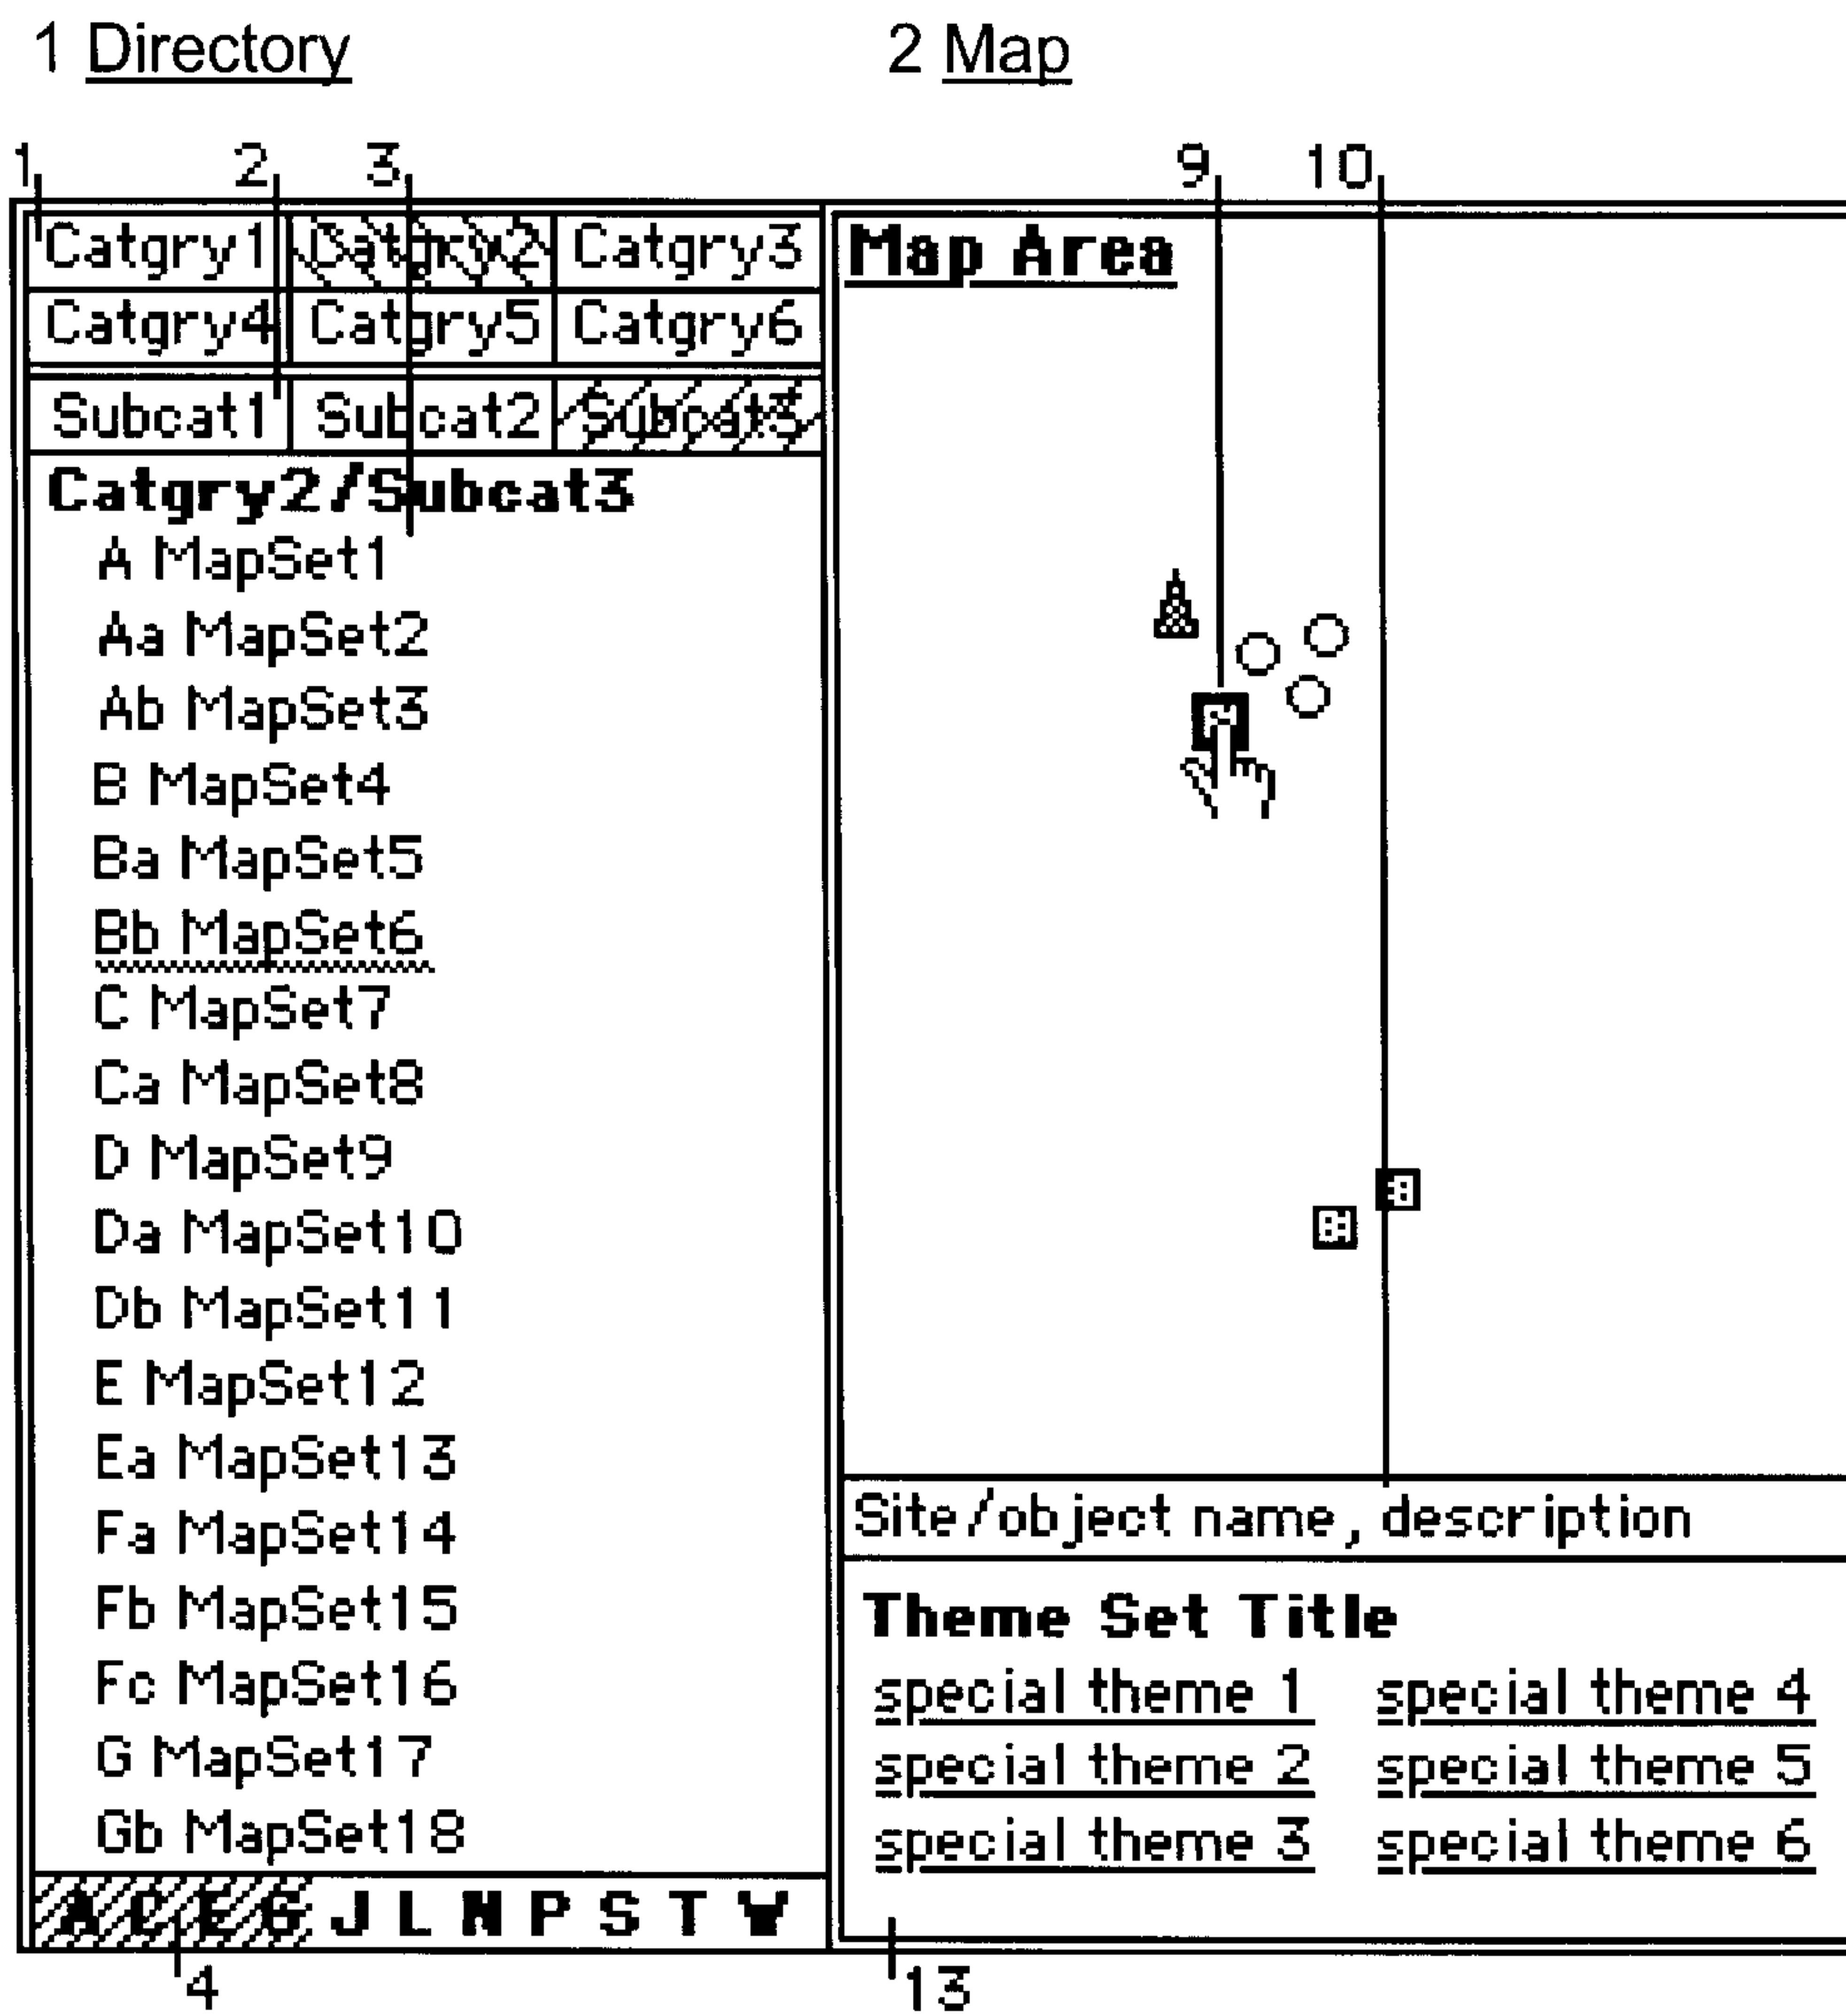 1 Directory
2 Map
1 2 3 9 10
Catgry1 Catgry2 Catgry3
Catgry4 Catgry5 Catgry6
Subcat1 Subcat2 Subcat3
Catgry2/Subcat3
A MapSet1
Aa MapSet2
Ab MapSet3
B MapSet4
Ba MapSet5
Bb MapSet6
C MapSet7
Ca MapSet8
D MapSet9
Da MapSet10
Db MapSet11
E MapSet12
Ea MapSet13
Fa MapSet14
Fb MapSet15
Fc MapSet16
G MapSet17
Gb MapSet18
A C E G J L N P S T W
4
Map Area
Site/object name, description
Theme Set Title
special theme 1 special theme 4
special theme 2 special theme 5
special theme 3 special theme 6
13